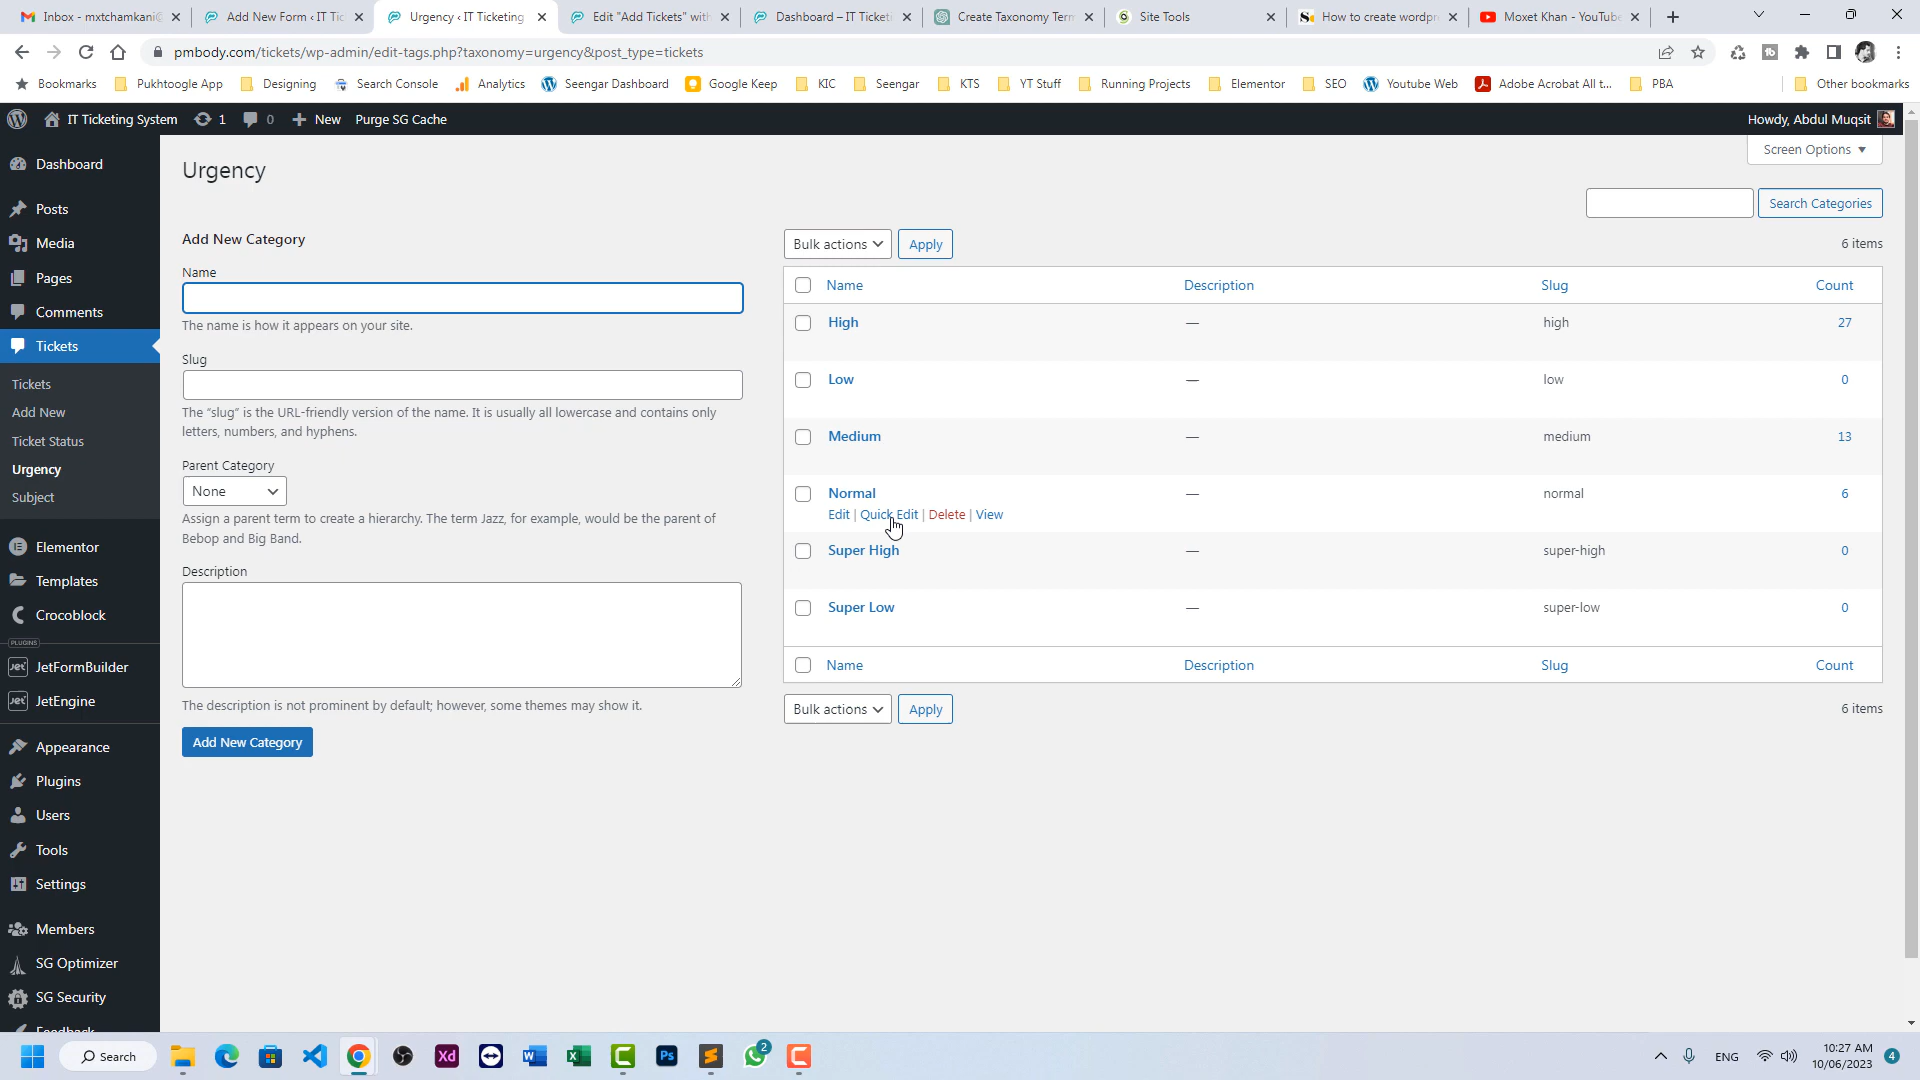 Inbox - mxtchamkani
Add New Form ‹ IT Tic
Urgency ‹ IT Ticketing
Edit "Add Tickets" with
Dashboard – IT Ticketi
Create Taxonomy Term
Site Tools
How to create wordpr
Moxet Khan - YouTube
pmbody.com/tickets/wp-admin/edit-tags.php?taxonomy=urgency&post_type=tickets
Bookmarks
Pukhtoogle App
Designing
Search Console
Analytics
Seengar Dashboard
Google Keep
KIC
Seengar
KTS
YT Stuff
Running Projects
Elementor
SEO
Youtube Web
Adobe Acrobat All t...
PBA
Other bookmarks
IT Ticketing System
1
0
New
Purge SG Cache
Howdy, Abdul Muqsit
Dashboard
Posts
Media
Pages
Comments
Tickets
Tickets
Add New
Ticket Status
Urgency
Subject
Elementor
Templates
Crocoblock
PLUGINS
JetFormBuilder
JetEngine
Appearance
Plugins
Users
Tools
Settings
Members
SG Optimizer
SG Security
Feedback
Screen Options
Urgency
Search Categories
Add New Category
Name
The name is how it appears on your site.
Slug
The “slug” is the URL-friendly version of the name. It is usually all lowercase and contains only
letters, numbers, and hyphens.
Parent Category
None
Assign a parent term to create a hierarchy. The term Jazz, for example, would be the parent of
Bebop and Big Band.
Description
The description is not prominent by default; however, some themes may show it.
Add New Category
Bulk actions
Apply
6 items
Name Description Slug Count
High — high 27
Low — low 0
Medium — medium 13
Normal — normal 6
Edit | Quick Edit | Delete | View
Super High — super-high 0
Super Low — super-low 0
Name Description Slug Count
Bulk actions
Apply
6 items
Search
2
ENG
10:27 AM
10/06/2023
4